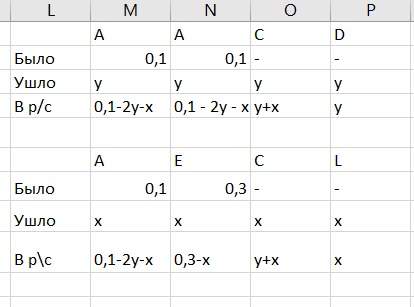 L M N O P
A A C D
Было 0,1 0,1 - -
Ушло y y y y
В р/с 0,1-2y-x 0,1 - 2y - x y+x y
A E C L
Было 0,1 0,3 - -
Ушло x x x x
В р\с 0,1-2y-x 0,3-x y+x x